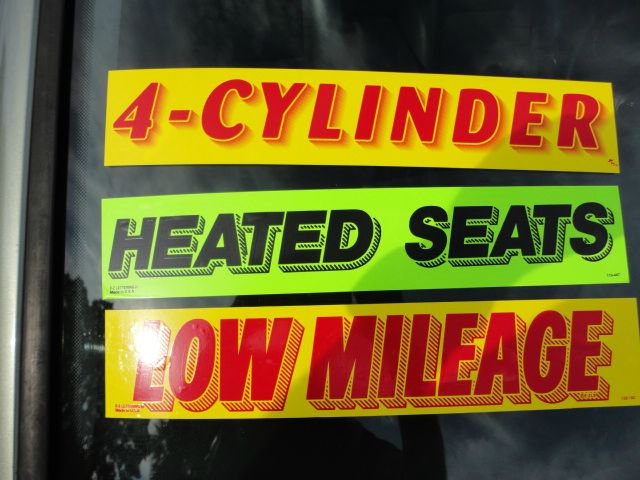 4-CYLINDER
HEATED SEATS
LOW MILEAGE